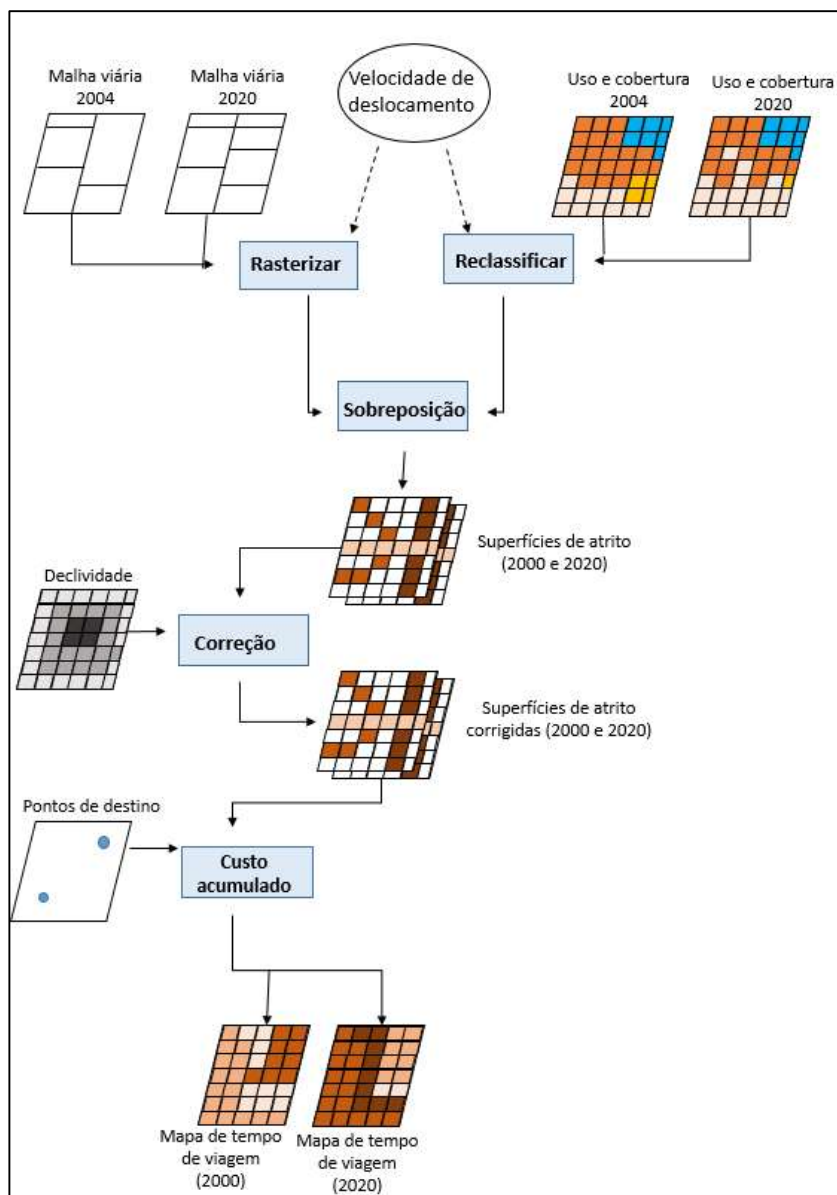 Malha viária
2004
Malha viária
2020
Velocidade de
deslocamento
Uso e cobertura
2004
Uso e cobertura
2020
Rasterizar
Reclassificar
Sobreposição
Superfícies de atrito
(2000 e 2020)
Declividade
Correção
Superfícies de atrito
corrigidas (2000 e 2020)
Pontos de destino
Custo
acumulado
Mapa de tempo
de viagem
(2000)
Mapa de tempo
de viagem
(2020)